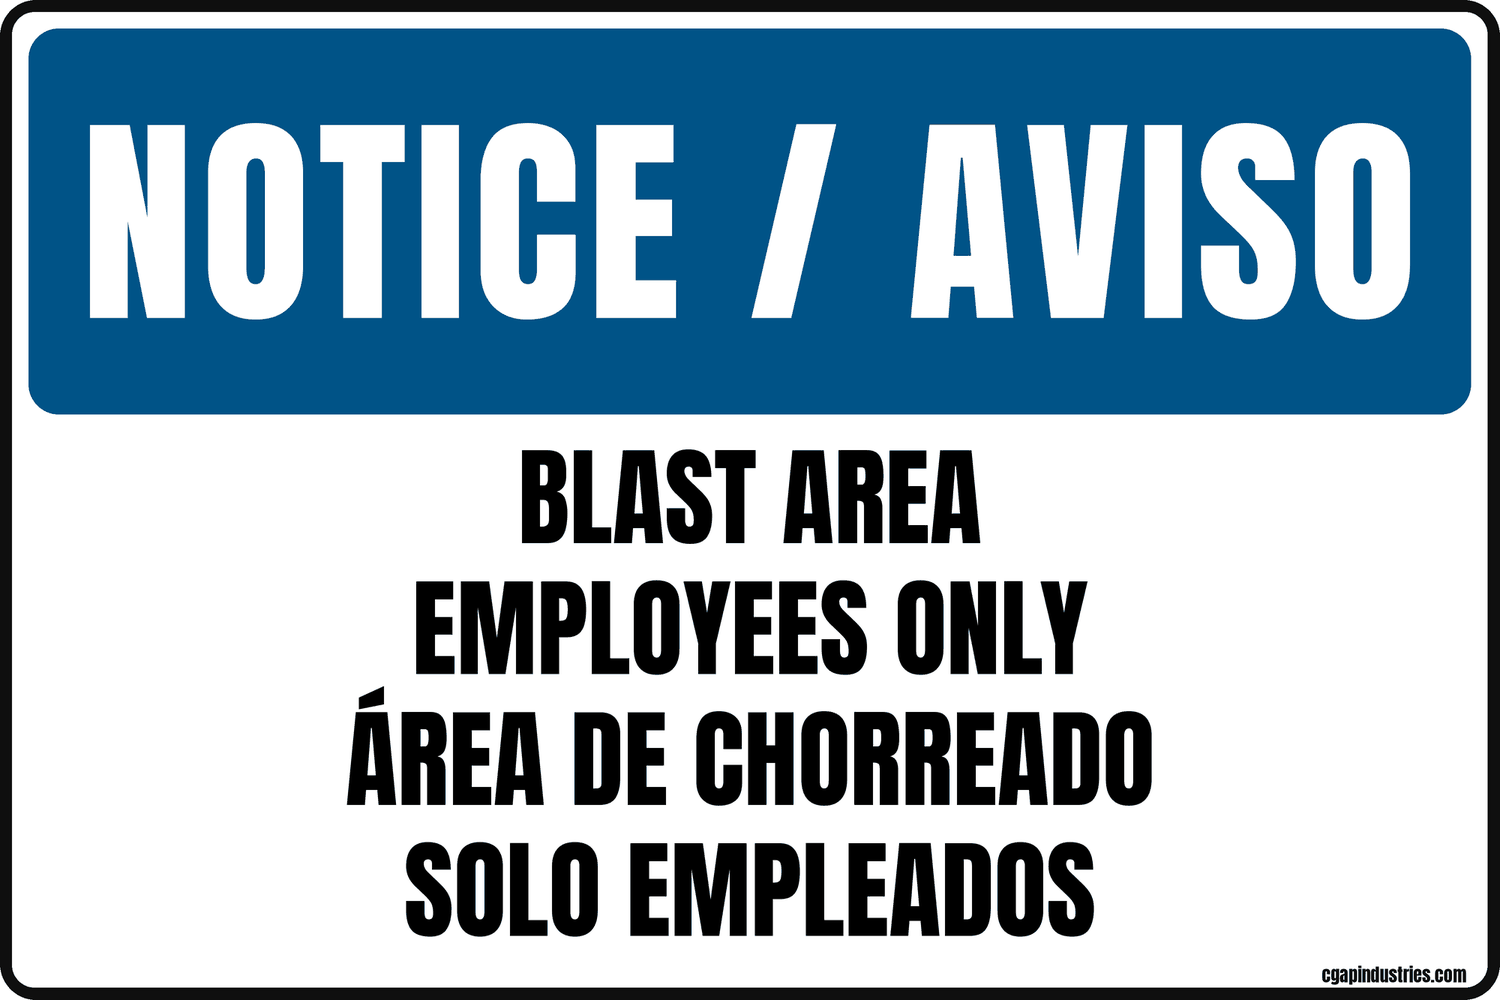 NOTICE / AVISO
BLAST AREA
EMPLOYEES ONLY
ÁREA DE CHORREADO
SOLO EMPLEADOS
cgapindustries.com